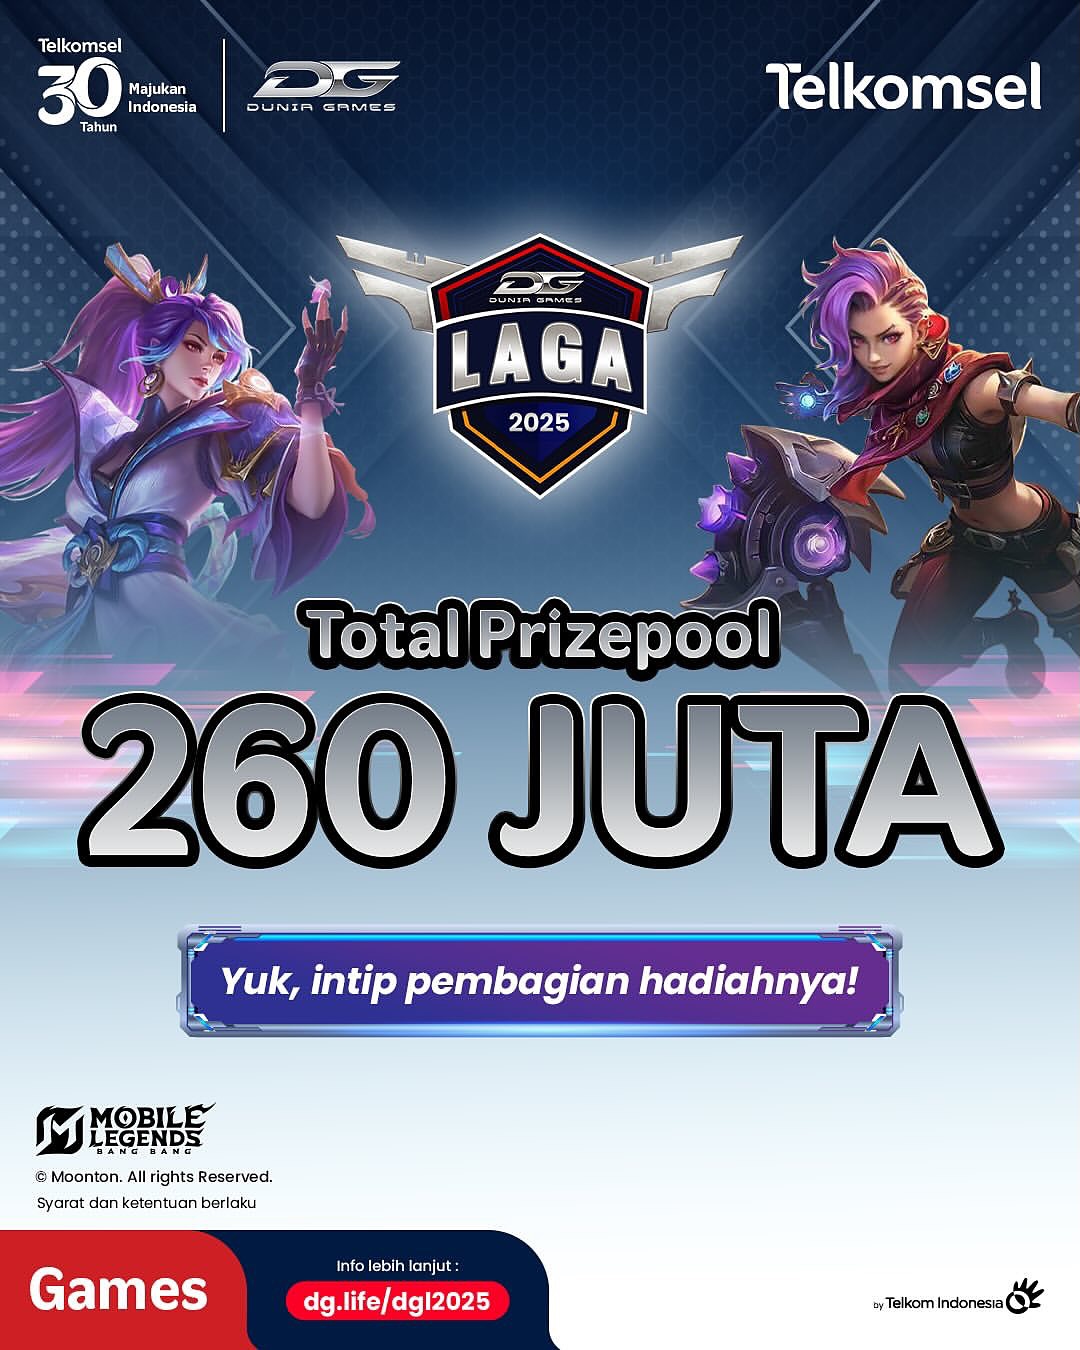 Telkomsel
30
Tahun
Majukan
Indonesia
DG
DUNIA GAMES
Telkomsel
DG
DUNIA GAMES
LAGA
2025
Total Prizepool
260 JUTA
Yuk, intip pembagian hadiahnya!
MOBILE
LEGENDS
BANG BANG
© Moonton. All rights Reserved.
Syarat dan ketentuan berlaku
Games
Info lebih lanjut :
dg.life/dgl2025
by Telkom Indonesia